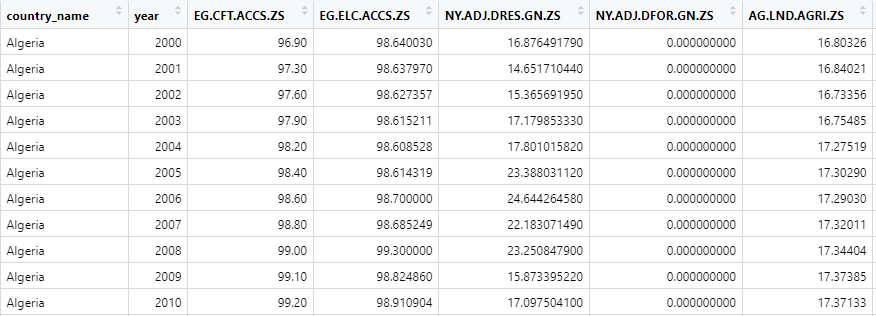 country_name year EG.CFT.ACCS.ZS EG.ELC.ACCS.ZS NY.ADJ.DRES.GN.ZS NY.ADJ.DFOR.GN.ZS AG.LND.AGRI.ZS
Algeria 2000 96.90 98.640030 16.876491790 0.000000000 16.80326
Algeria 2001 97.30 98.637970 14.651710440 0.000000000 16.84021
Algeria 2002 97.60 98.627357 15.365691950 0.000000000 16.73356
Algeria 2003 97.90 98.615211 17.179853330 0.000000000 16.75485
Algeria 2004 98.20 98.608528 17.801015820 0.000000000 17.27519
Algeria 2005 98.40 98.614319 23.388031120 0.000000000 17.30290
Algeria 2006 98.60 98.700000 24.644264580 0.000000000 17.29030
Algeria 2007 98.80 98.685249 22.183071490 0.000000000 17.32011
Algeria 2008 99.00 99.300000 23.250847900 0.000000000 17.34404
Algeria 2009 99.10 98.824860 15.873395220 0.000000000 17.37385
Algeria 2010 99.20 98.910904 17.097504100 0.000000000 17.37133